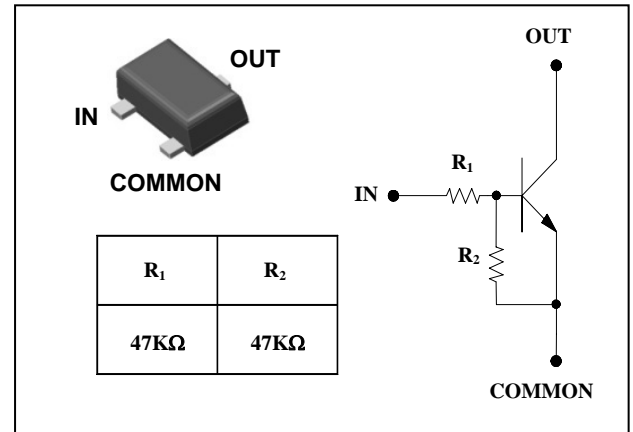 OUT
IN
COMMON
R₁ R₂
47KΩ 47KΩ
OUT
R₁
IN
R₂
COMMON